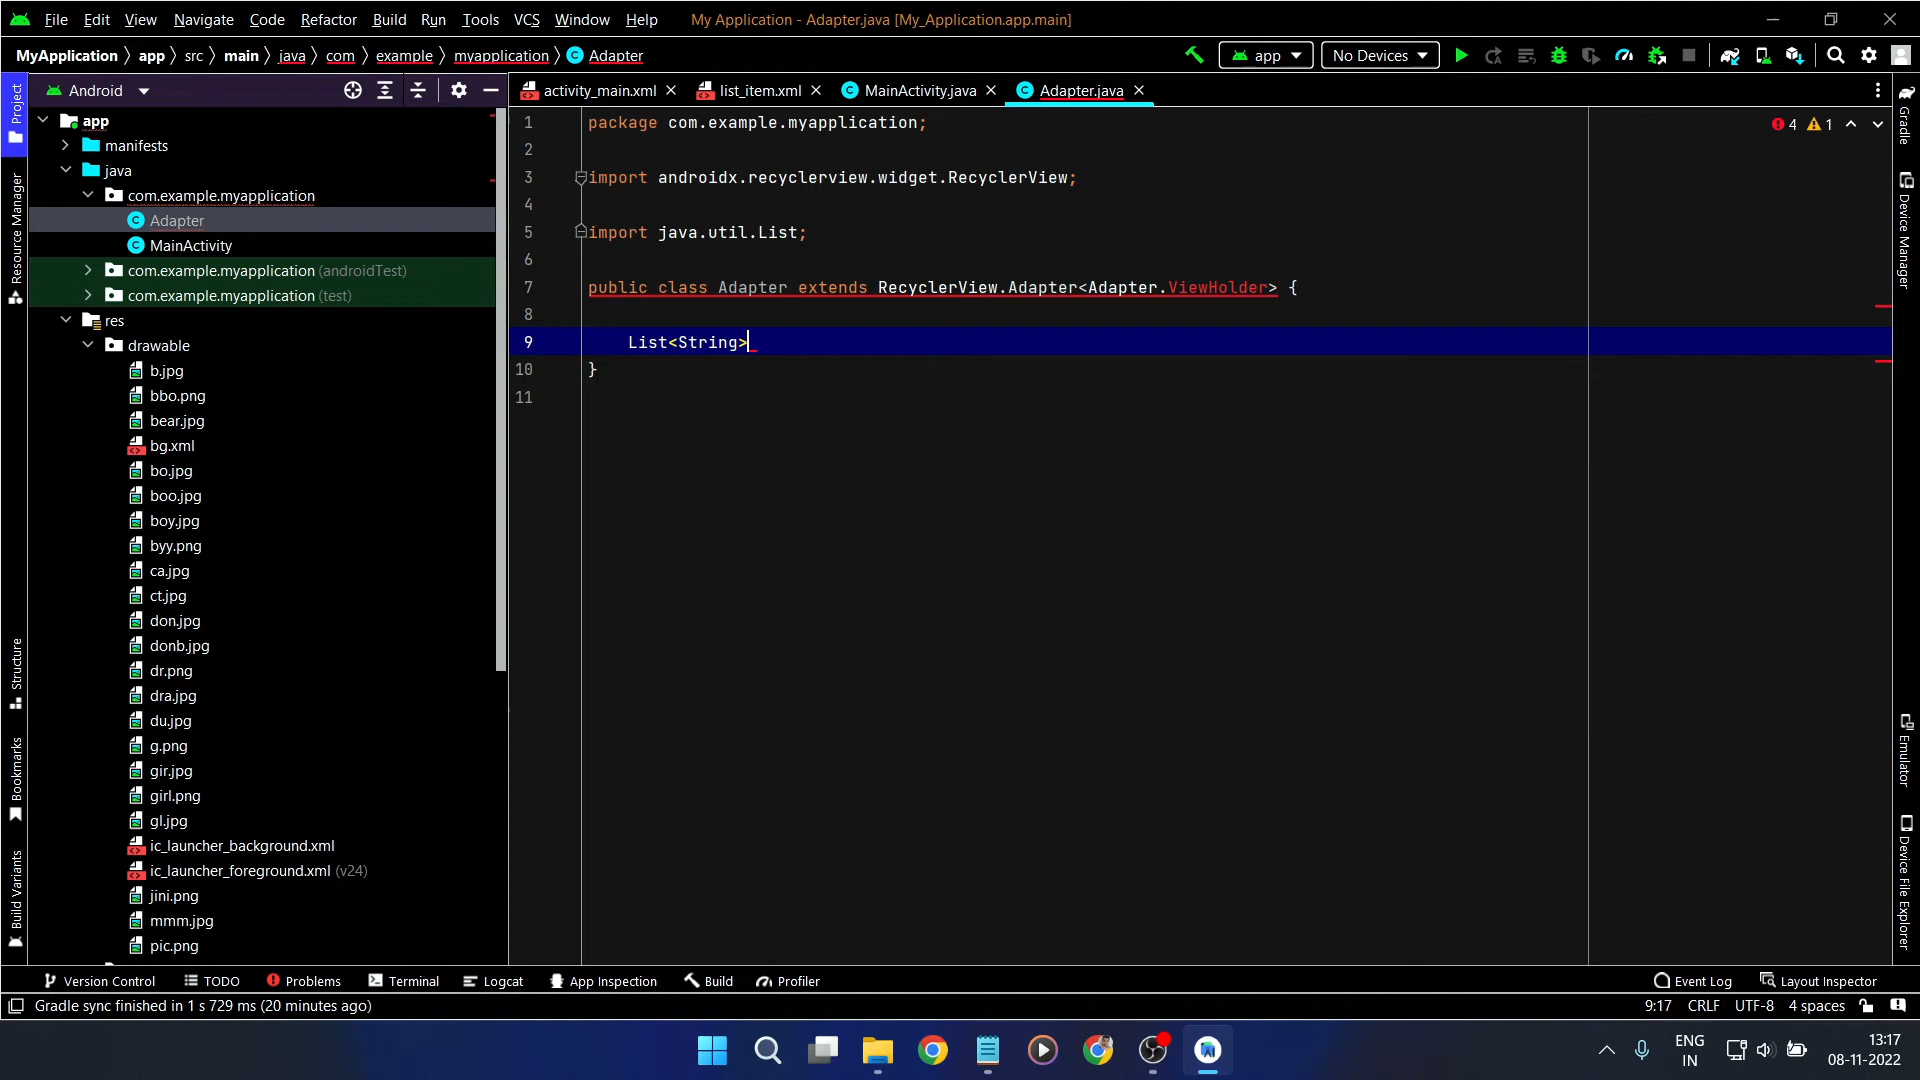 File Edit View Navigate Code Refactor Build Run Tools VCS Window Help My Application - Adapter.java [My_Application.app.main]
MyApplication app src main java com example myapplication Adapter app No Devices
Project
Android
activity_main.xml list_item.xml MainActivity.java Adapter.java
Gradle
app
manifests
java
com.example.myapplication
Adapter
MainActivity
com.example.myapplication (androidTest)
com.example.myapplication (test)
res
drawable
b.jpg
bbo.png
bear.jpg
bg.xml
bo.jpg
boo.jpg
boy.jpg
byy.png
ca.jpg
ct.jpg
don.jpg
donb.jpg
dr.png
dra.jpg
du.jpg
g.png
gir.jpg
girl.png
gl.jpg
ic_launcher_background.xml
ic_launcher_foreground.xml (v24)
jini.png
mmm.jpg
pic.png
Resource Manager
Structure
Bookmarks
Build Variants
1 package com.example.myapplication;
2
3 import androidx.recyclerview.widget.RecyclerView;
4
5 import java.util.List;
6
7 public class Adapter extends RecyclerView.Adapter<Adapter.ViewHolder> {
8
9 List<String>
10 }
11
4 1
Device Manager
Emulator
Device File Explorer
Version Control TODO Problems Terminal Logcat App Inspection Build Profiler Event Log Layout Inspector
Gradle sync finished in 1 s 729 ms (20 minutes ago) 9:17 CRLF UTF-8 4 spaces
ENG
IN
13:17
08-11-2022